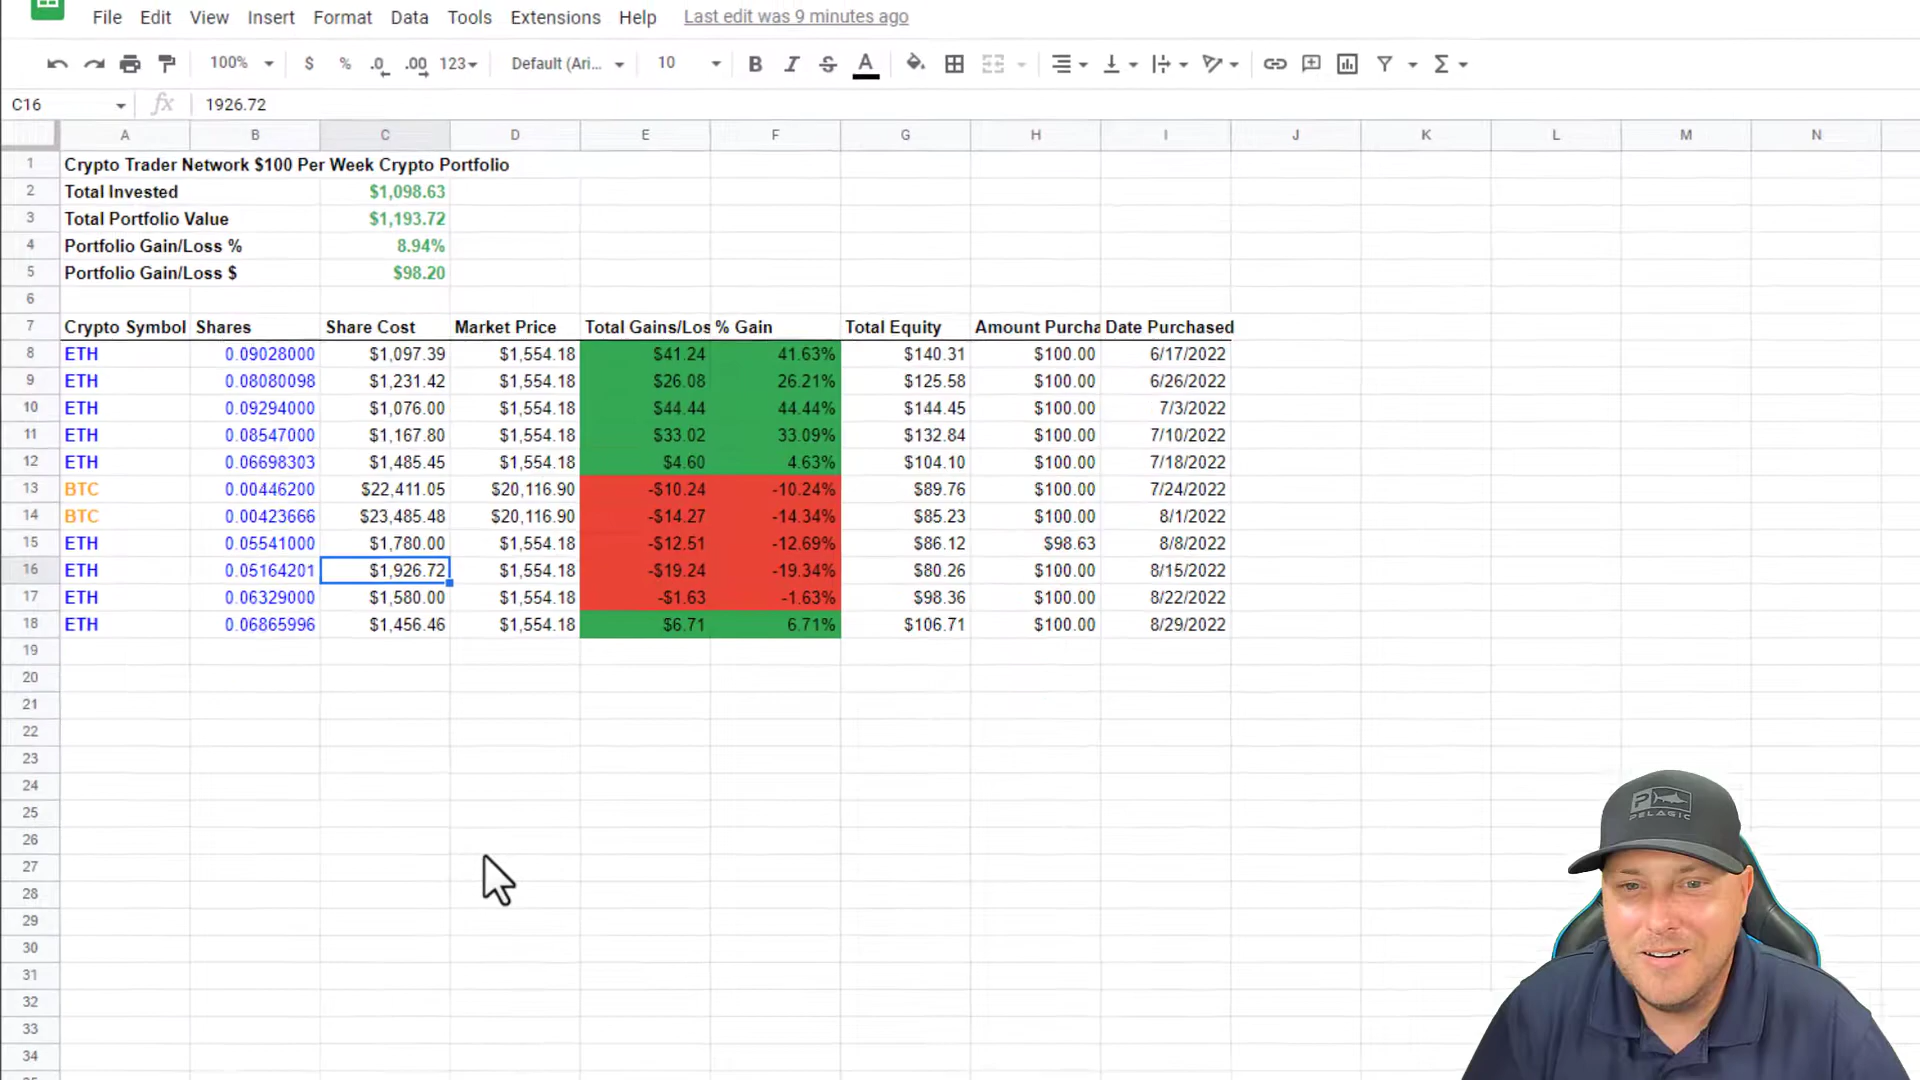 File Edit View Insert Format Data Tools Extensions Help Last edit was 9 minutes ago
100% $ % .0 .00 123 Default (Ari... 10 B I S A
C16 fx 1926.72
A B C D E F G H I J K L M N
1 Crypto Trader Network $100 Per Week Crypto Portfolio
2 Total Invested $1,098.63
3 Total Portfolio Value $1,193.72
4 Portfolio Gain/Loss % 8.94%
5 Portfolio Gain/Loss $ $98.20
6
7 Crypto Symbol Shares Share Cost Market Price Total Gains/Los % Gain Total Equity Amount Purcha Date Purchased
8 ETH 0.09028000 $1,097.39 $1,554.18 $41.24 41.63% $140.31 $100.00 6/17/2022
9 ETH 0.08080098 $1,231.42 $1,554.18 $26.08 26.21% $125.58 $100.00 6/26/2022
10 ETH 0.09294000 $1,076.00 $1,554.18 $44.44 44.44% $144.45 $100.00 7/3/2022
11 ETH 0.08547000 $1,167.80 $1,554.18 $33.02 33.09% $132.84 $100.00 7/10/2022
12 ETH 0.06698303 $1,485.45 $1,554.18 $4.60 4.63% $104.10 $100.00 7/18/2022
13 BTC 0.00446200 $22,411.05 $20,116.90 -$10.24 -10.24% $89.76 $100.00 7/24/2022
14 BTC 0.00423666 $23,485.48 $20,116.90 -$14.27 -14.34% $85.23 $100.00 8/1/2022
15 ETH 0.05541000 $1,780.00 $1,554.18 -$12.51 -12.69% $86.12 $98.63 8/8/2022
16 ETH 0.05164201 $1,926.72 $1,554.18 -$19.24 -19.34% $80.26 $100.00 8/15/2022
17 ETH 0.06329000 $1,580.00 $1,554.18 -$1.63 -1.63% $98.36 $100.00 8/22/2022
18 ETH 0.06865996 $1,456.46 $1,554.18 $6.71 6.71% $106.71 $100.00 8/29/2022
19
20
21
22
23
24
25
26
27
28
29
30
31
32
33
34
P
PELAGIC